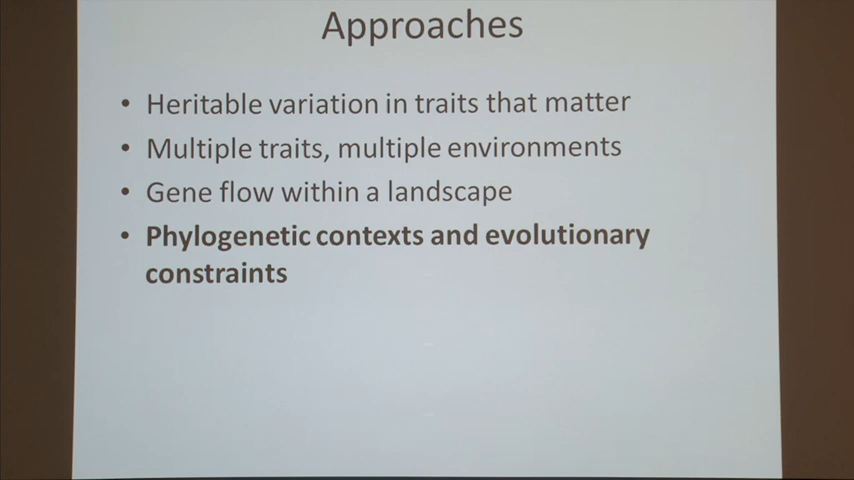 Approaches
• Heritable variation in traits that matter
• Multiple traits, multiple environments
• Gene flow within a landscape
• Phylogenetic contexts and evolutionary
constraints